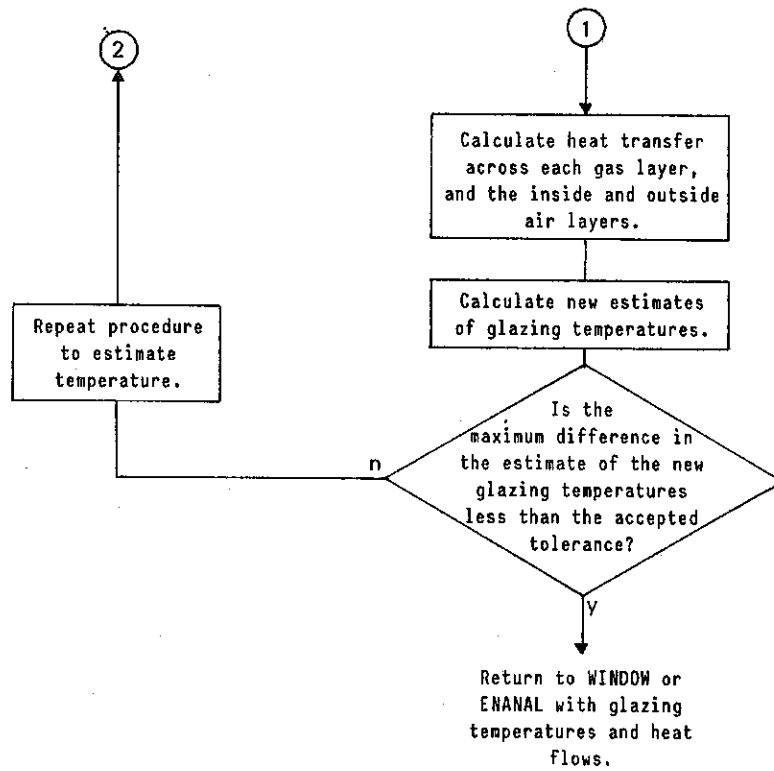 2
1
Calculate heat transfer
across each gas layer,
and the inside and outside
air layers.
Calculate new estimates
of glazing temperatures.
Repeat procedure
to estimate
temperature.
Is the
maximum difference in
the estimate of the new
glazing temperatures
less than the accepted
tolerance?
n
y
Return to WINDOW or
ENANAL with glazing
temperatures and heat
flows.